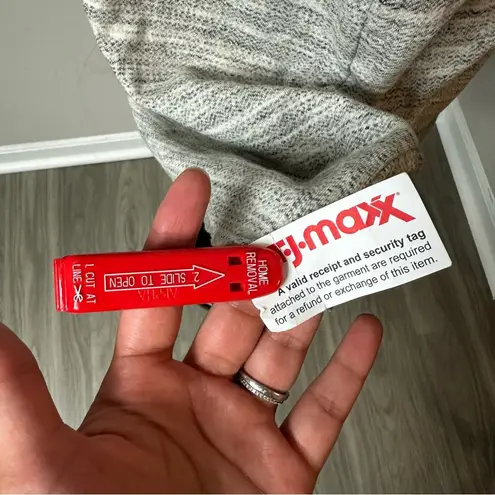 HOME
REMOVAL
2. SLIDE TO OPEN
1. CUT AT
LINE
T.J.maxx
A valid receipt and security tag
attached to the garment are required
for a refund or exchange of this item.